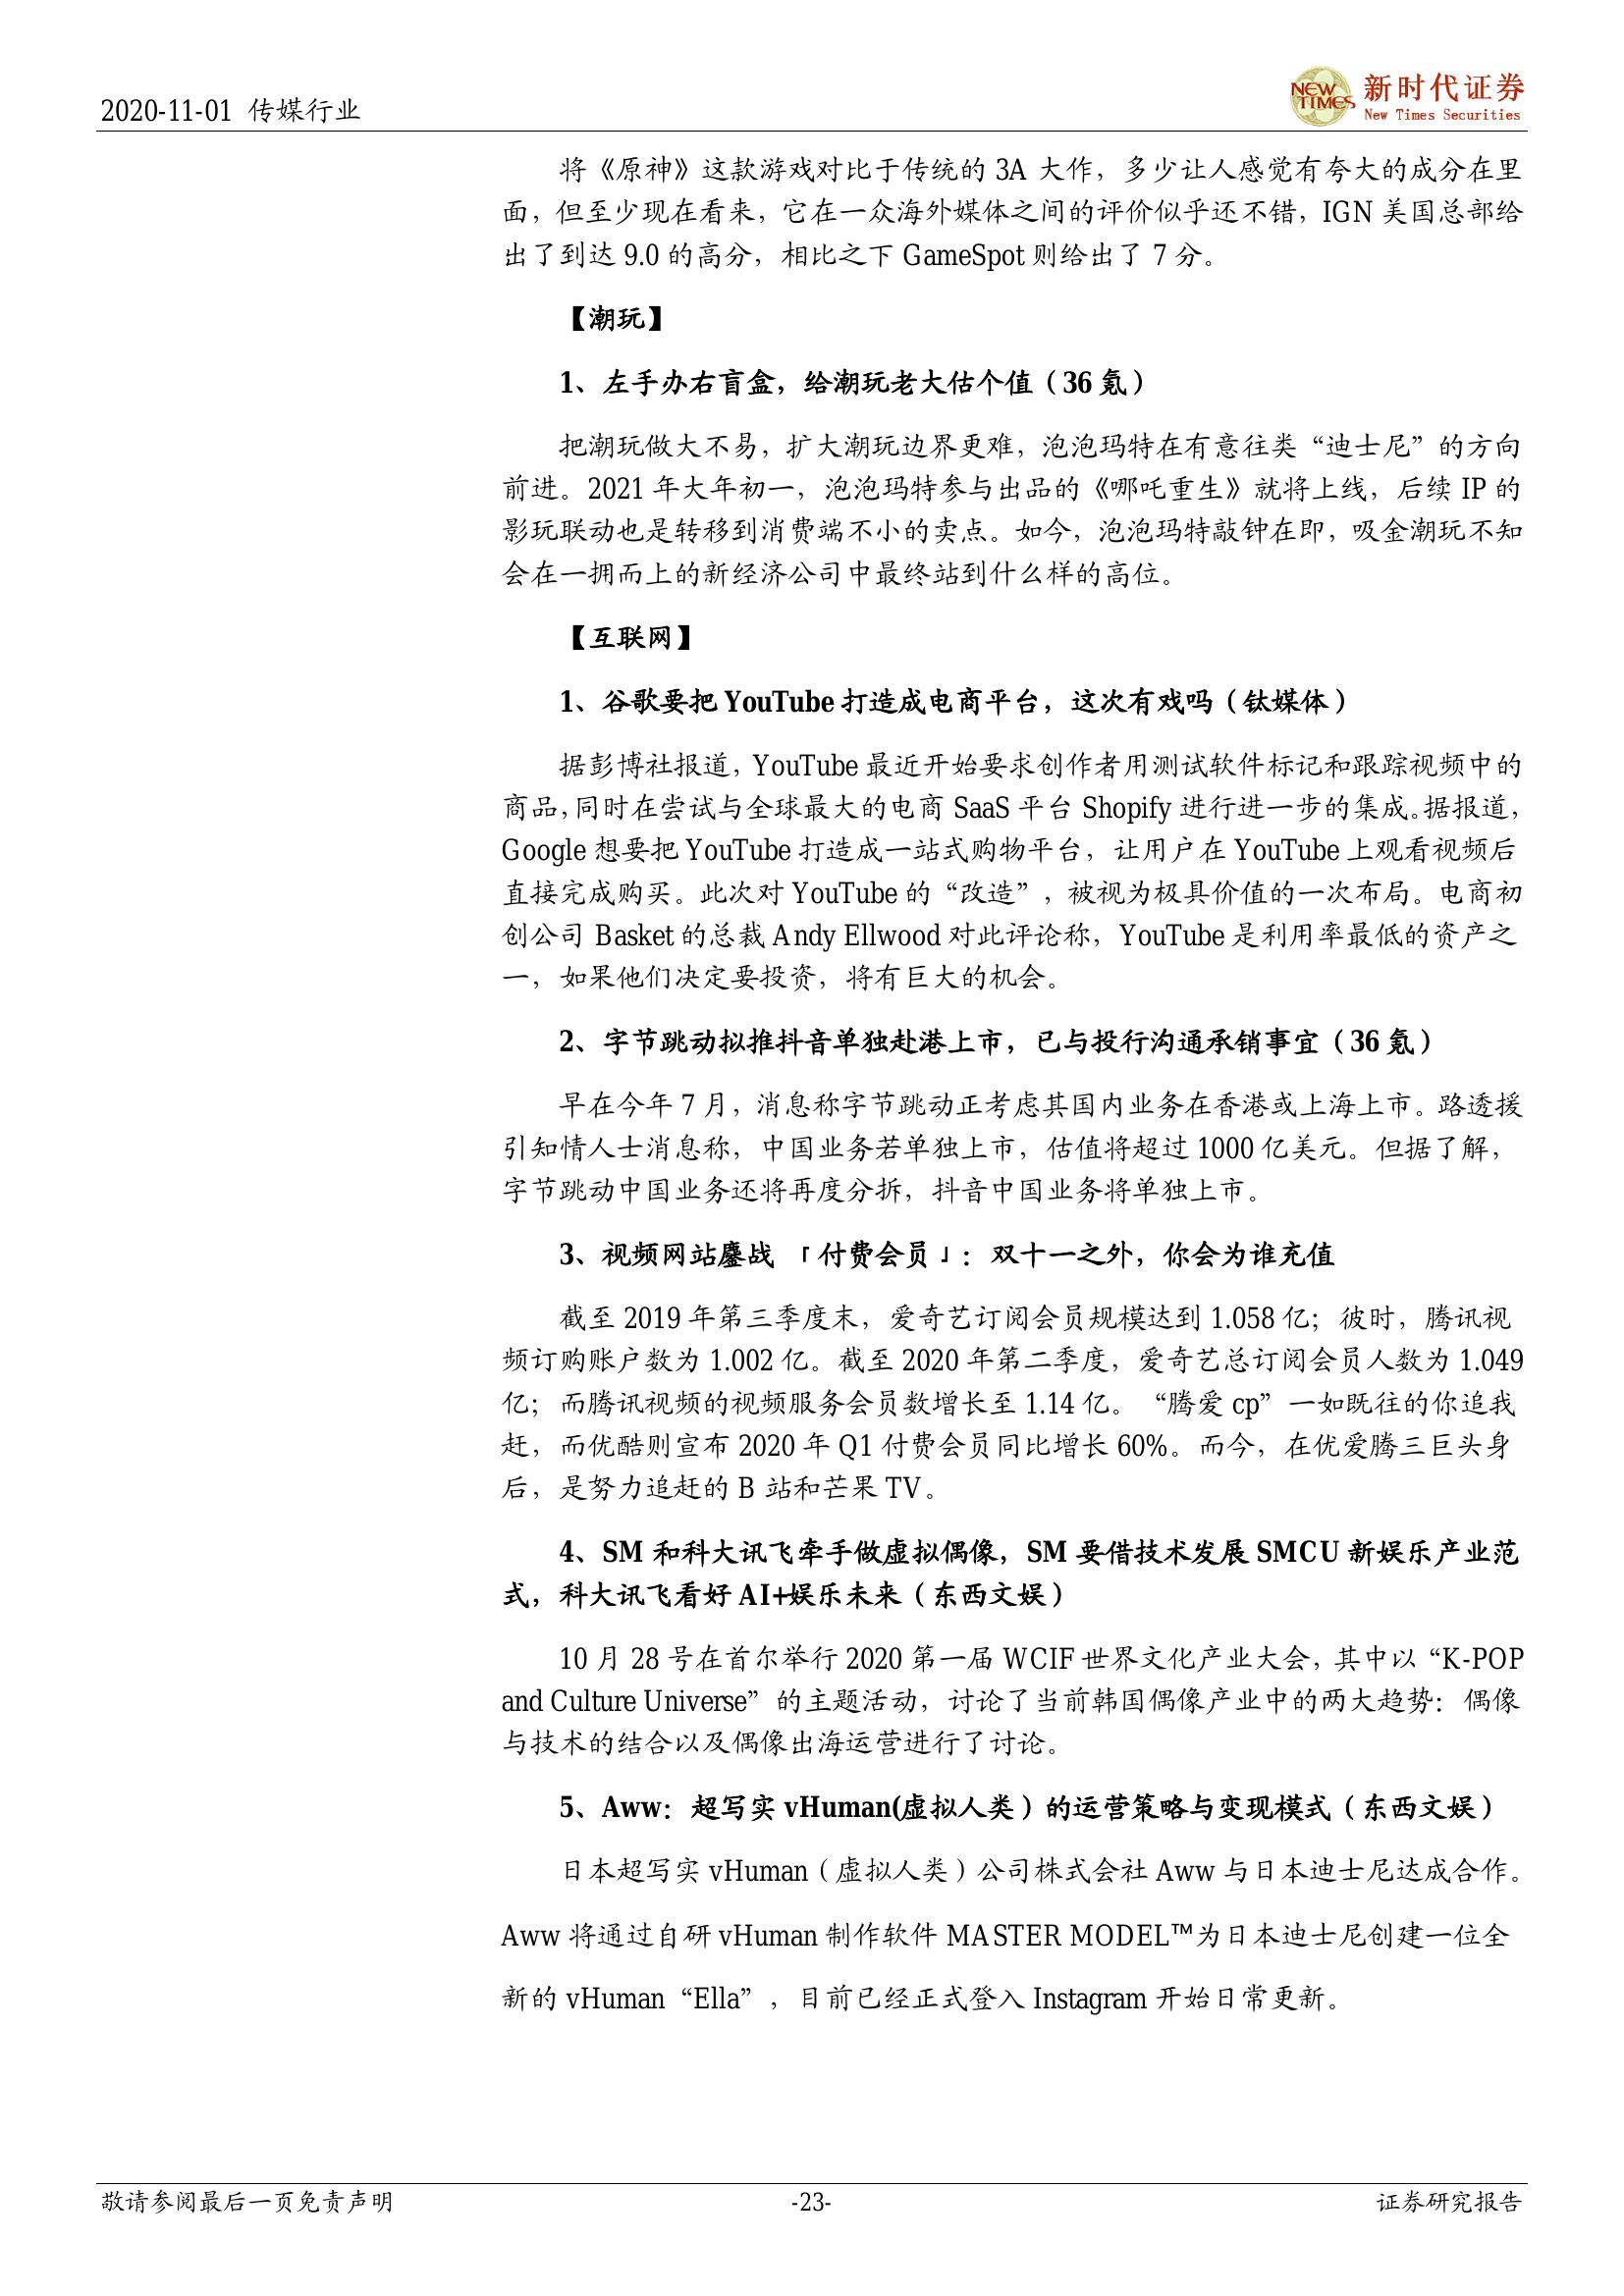 2020-11-01 传媒行业
NEW TIMES 新时代证券
New Times Securities
将《原神》这款游戏对比于传统的 3A 大作，多少让人感觉有夸大的成分在里
面，但至少现在看来，它在一众海外媒体之间的评价似乎还不错，IGN 美国总部给
出了到达 9.0 的高分，相比之下 GameSpot 则给出了 7 分。
【潮玩】
1、左手办右盲盒，给潮玩老大估个值（36 氪）
把潮玩做大不易，扩大潮玩边界更难，泡泡玛特在有意往类“迪士尼”的方向
前进。2021 年大年初一，泡泡玛特参与出品的《哪吒重生》就将上线，后续 IP 的
影玩联动也是转移到消费端不小的卖点。如今，泡泡玛特敲钟在即，吸金潮玩不知
会在一拥而上的新经济公司中最终站到什么样的高位。
【互联网】
1、谷歌要把 YouTube 打造成电商平台，这次有戏吗（钛媒体）
据彭博社报道，YouTube 最近开始要求创作者用测试软件标记和跟踪视频中的
商品，同时在尝试与全球最大的电商 SaaS 平台 Shopify 进行进一步的集成。据报道，
Google 想要把 YouTube 打造成一站式购物平台，让用户在 YouTube 上观看视频后
直接完成购买。此次对 YouTube 的“改造”，被视为极具价值的一次布局。电商初
创公司 Basket 的总裁 Andy Ellwood 对此评论称，YouTube 是利用率最低的资产之
一，如果他们决定要投资，将有巨大的机会。
2、字节跳动拟推抖音单独赴港上市，已与投行沟通承销事宜（36 氪）
早在今年 7 月，消息称字节跳动正考虑其国内业务在香港或上海上市。路透援
引知情人士消息称，中国业务若单独上市，估值将超过 1000 亿美元。但据了解，
字节跳动中国业务还将再度分拆，抖音中国业务将单独上市。
3、视频网站鏖战 「付费会员」：双十一之外，你会为谁充值
截至 2019 年第三季度末，爱奇艺订阅会员规模达到 1.058 亿；彼时，腾讯视
频订购账户数为 1.002 亿。截至 2020 年第二季度，爱奇艺总订阅会员人数为 1.049
亿；而腾讯视频的视频服务会员数增长至 1.14 亿。“腾爱 cp”一如既往的你追我
赶，而优酷则宣布 2020 年 Q1 付费会员同比增长 60%。而今，在优爱腾三巨头身
后，是努力追赶的 B 站和芒果 TV。
4、SM 和科大讯飞牵手做虚拟偶像，SM 要借技术发展 SMCU 新娱乐产业范
式，科大讯飞看好 AI+娱乐未来（东西文娱）
10 月 28 号在首尔举行 2020 第一届 WCIF 世界文化产业大会，其中以“K-POP
and Culture Universe”的主题活动，讨论了当前韩国偶像产业中的两大趋势：偶像
与技术的结合以及偶像出海运营进行了讨论。
5、Aww：超写实 vHuman(虚拟人类）的运营策略与变现模式（东西文娱）
日本超写实 vHuman（虚拟人类）公司株式会社 Aww 与日本迪士尼达成合作。
Aww 将通过自研 vHuman 制作软件 MASTER MODEL™为日本迪士尼创建一位全
新的 vHuman“Ella”，目前已经正式登入 Instagram 开始日常更新。
敬请参阅最后一页免责声明 -23- 证券研究报告